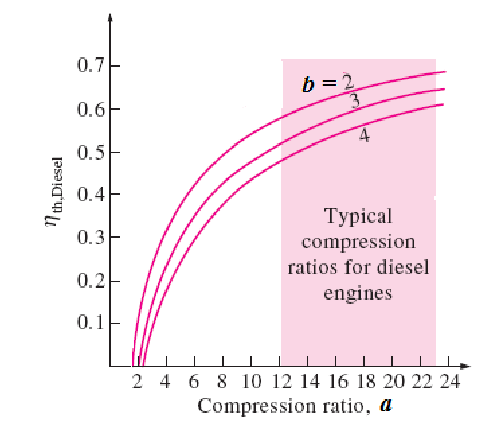 0.7
0.6
0.5
0.4
0.3
0.2
0.1
η th,Diesel
b = 2
3
4
Typical
compression
ratios for diesel
engines
2 4 6 8 10 12 14 16 18 20 22 24
Compression ratio, a